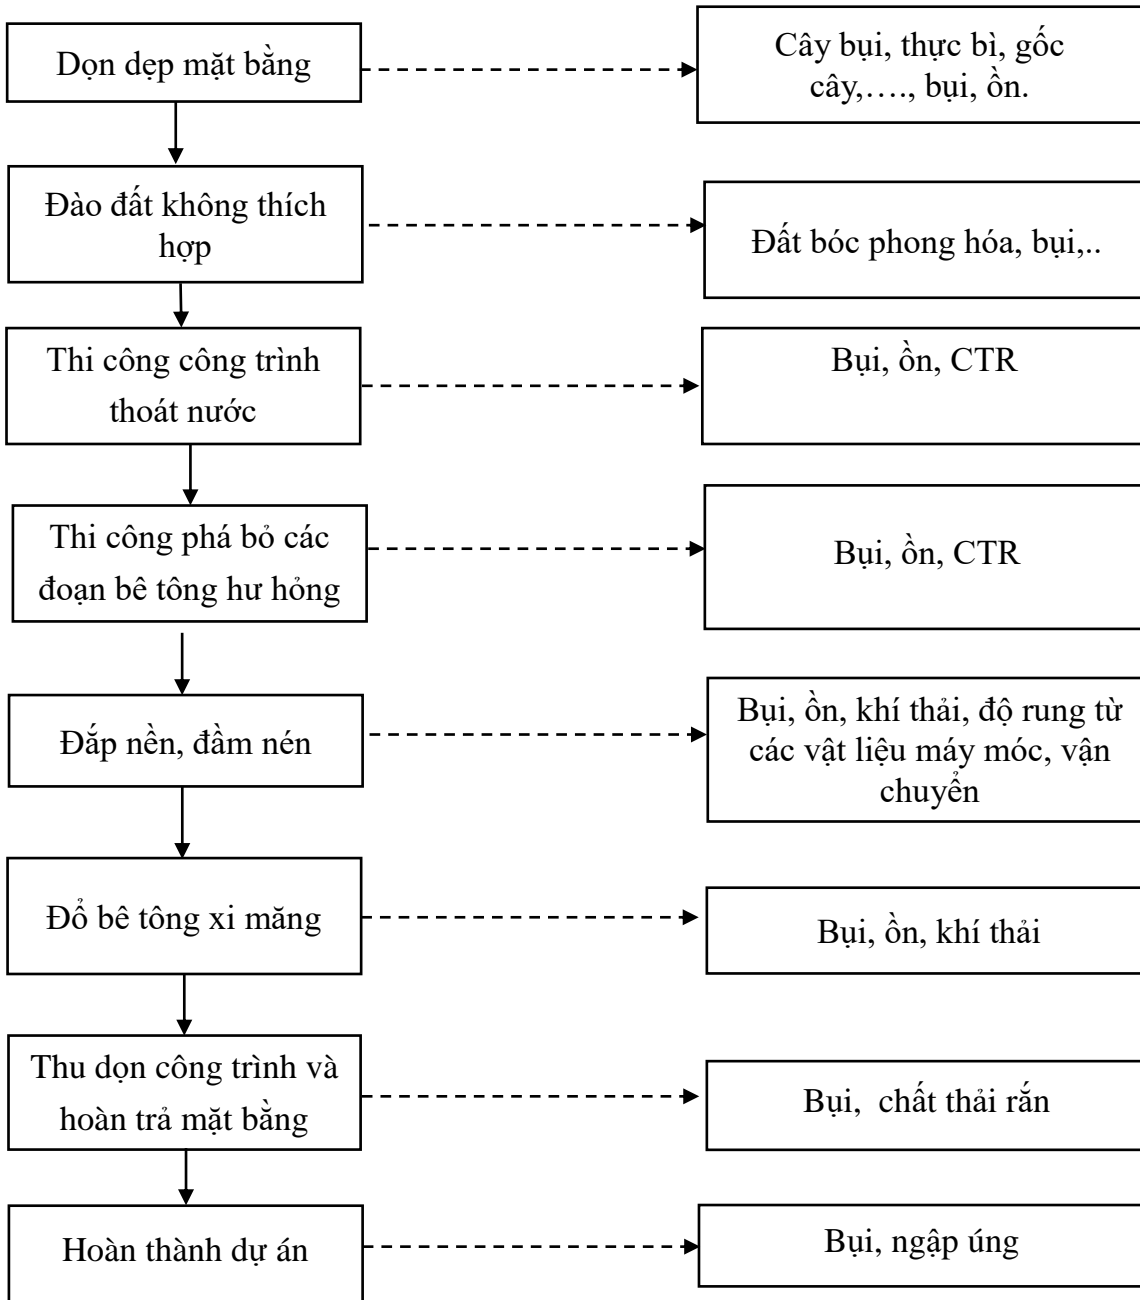 Dọn dẹp mặt bằng
Cây bụi, thực bì, gốc
cây,…., bụi, ồn.
Đào đất không thích
hợp
Đất bóc phong hóa, bụi,..
Thi công công trình
thoát nước
Bụi, ồn, CTR
Thi công phá bỏ các
đoạn bê tông hư hỏng
Bụi, ồn, CTR
Đắp nền, đầm nén
Bụi, ồn, khí thải, độ rung từ
các vật liệu máy móc, vận
chuyển
Đổ bê tông xi măng
Bụi, ồn, khí thải
Thu dọn công trình và
hoàn trả mặt bằng
Bụi,  chất thải rắn
Hoàn thành dự án
Bụi, ngập úng